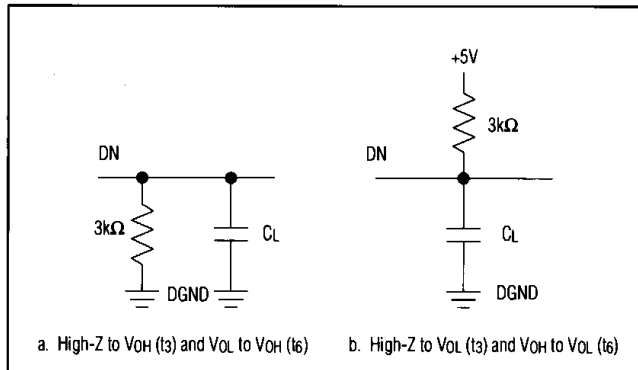 +5V
3kΩ
DN
CL
DGND
DN
3kΩ
CL
DGND
a. High-Z to VOH (t3) and VOL to VOH (t6)
b. High-Z to VOL (t3) and VOH to VOL (t6)